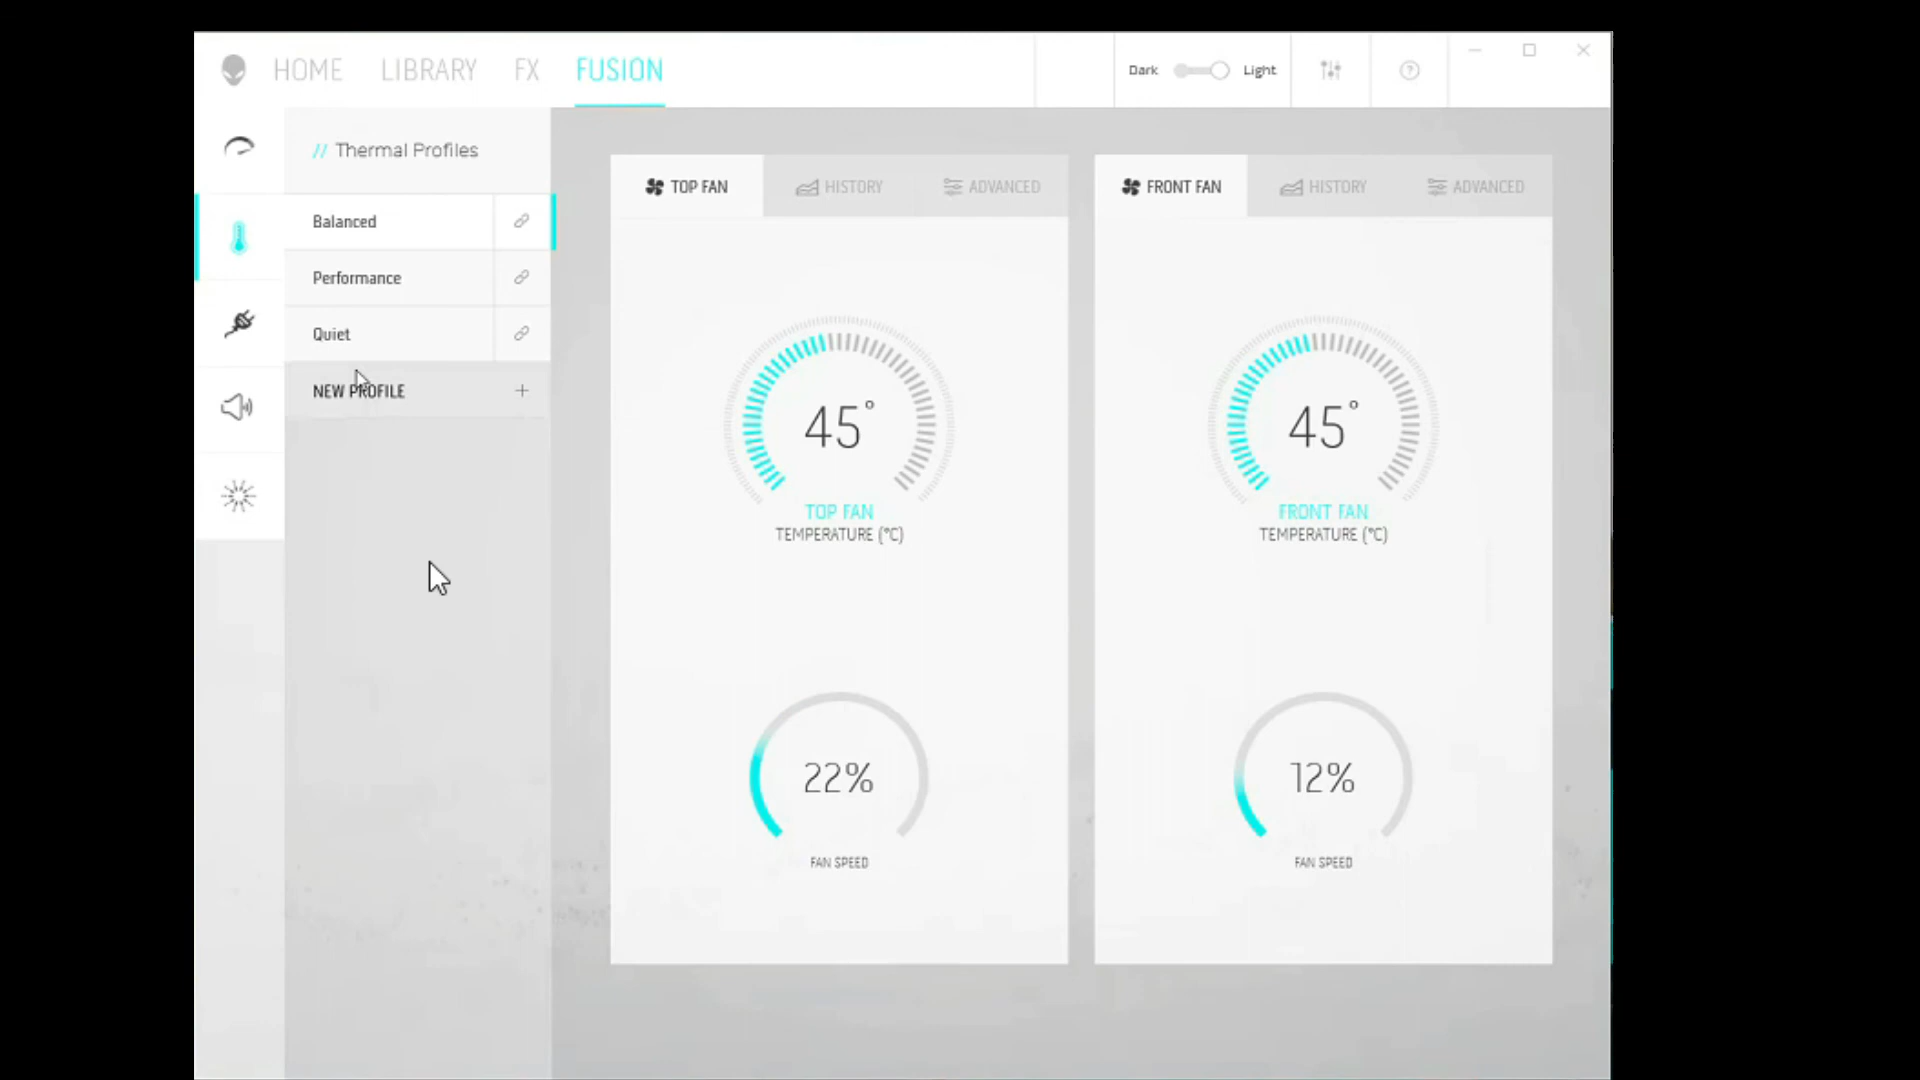 HOME LIBRARY FX FUSION Dark Light
// Thermal Profiles
Balanced
Performance
Quiet
NEW PROFILE +
TOP FAN HISTORY ADVANCED
45°
TOP FAN
TEMPERATURE (°C)
22%
FAN SPEED
FRONT FAN HISTORY ADVANCED
45°
FRONT FAN
TEMPERATURE (°C)
12%
FAN SPEED